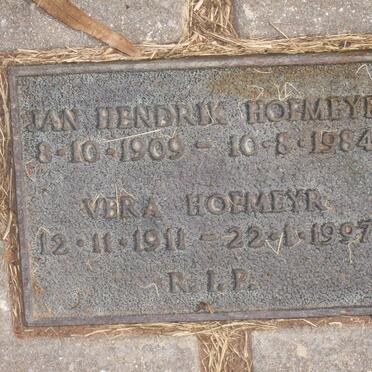 JAN HENDRIK HOFMEYR
8·10·1909 - 10·8·1984
VERA HOFMEYR
12·11·1911 - 22·1·1997
R.I.P.